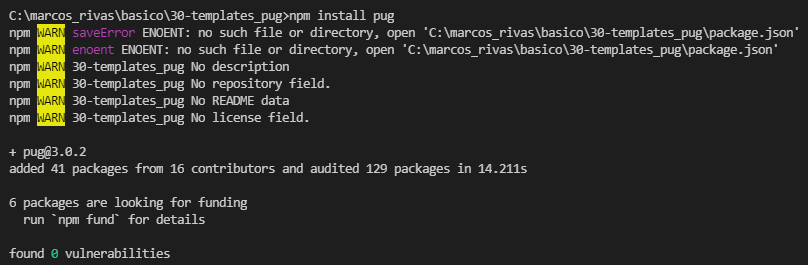 C:\marcos_rivas\basico\30-templates_pug>npm install pug
npm WARN saveError ENOENT: no such file or directory, open 'C:\marcos_rivas\basico\30-templates_pug\package.json'
npm WARN enoent ENOENT: no such file or directory, open 'C:\marcos_rivas\basico\30-templates_pug\package.json'
npm WARN 30-templates_pug No description
npm WARN 30-templates_pug No repository field.
npm WARN 30-templates_pug No README data
npm WARN 30-templates_pug No license field.

+ pug@3.0.2
added 41 packages from 16 contributors and audited 129 packages in 14.211s

6 packages are looking for funding
  run `npm fund` for details

found 0 vulnerabilities